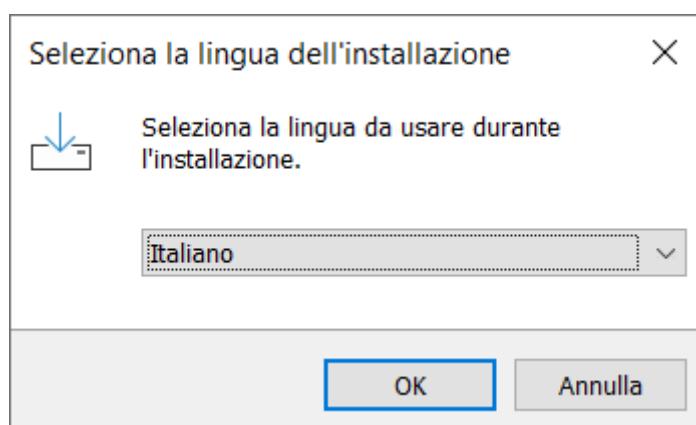 Seleziona la lingua dell'installazione
Seleziona la lingua da usare durante
l'installazione.
Italiano
OK
Annulla